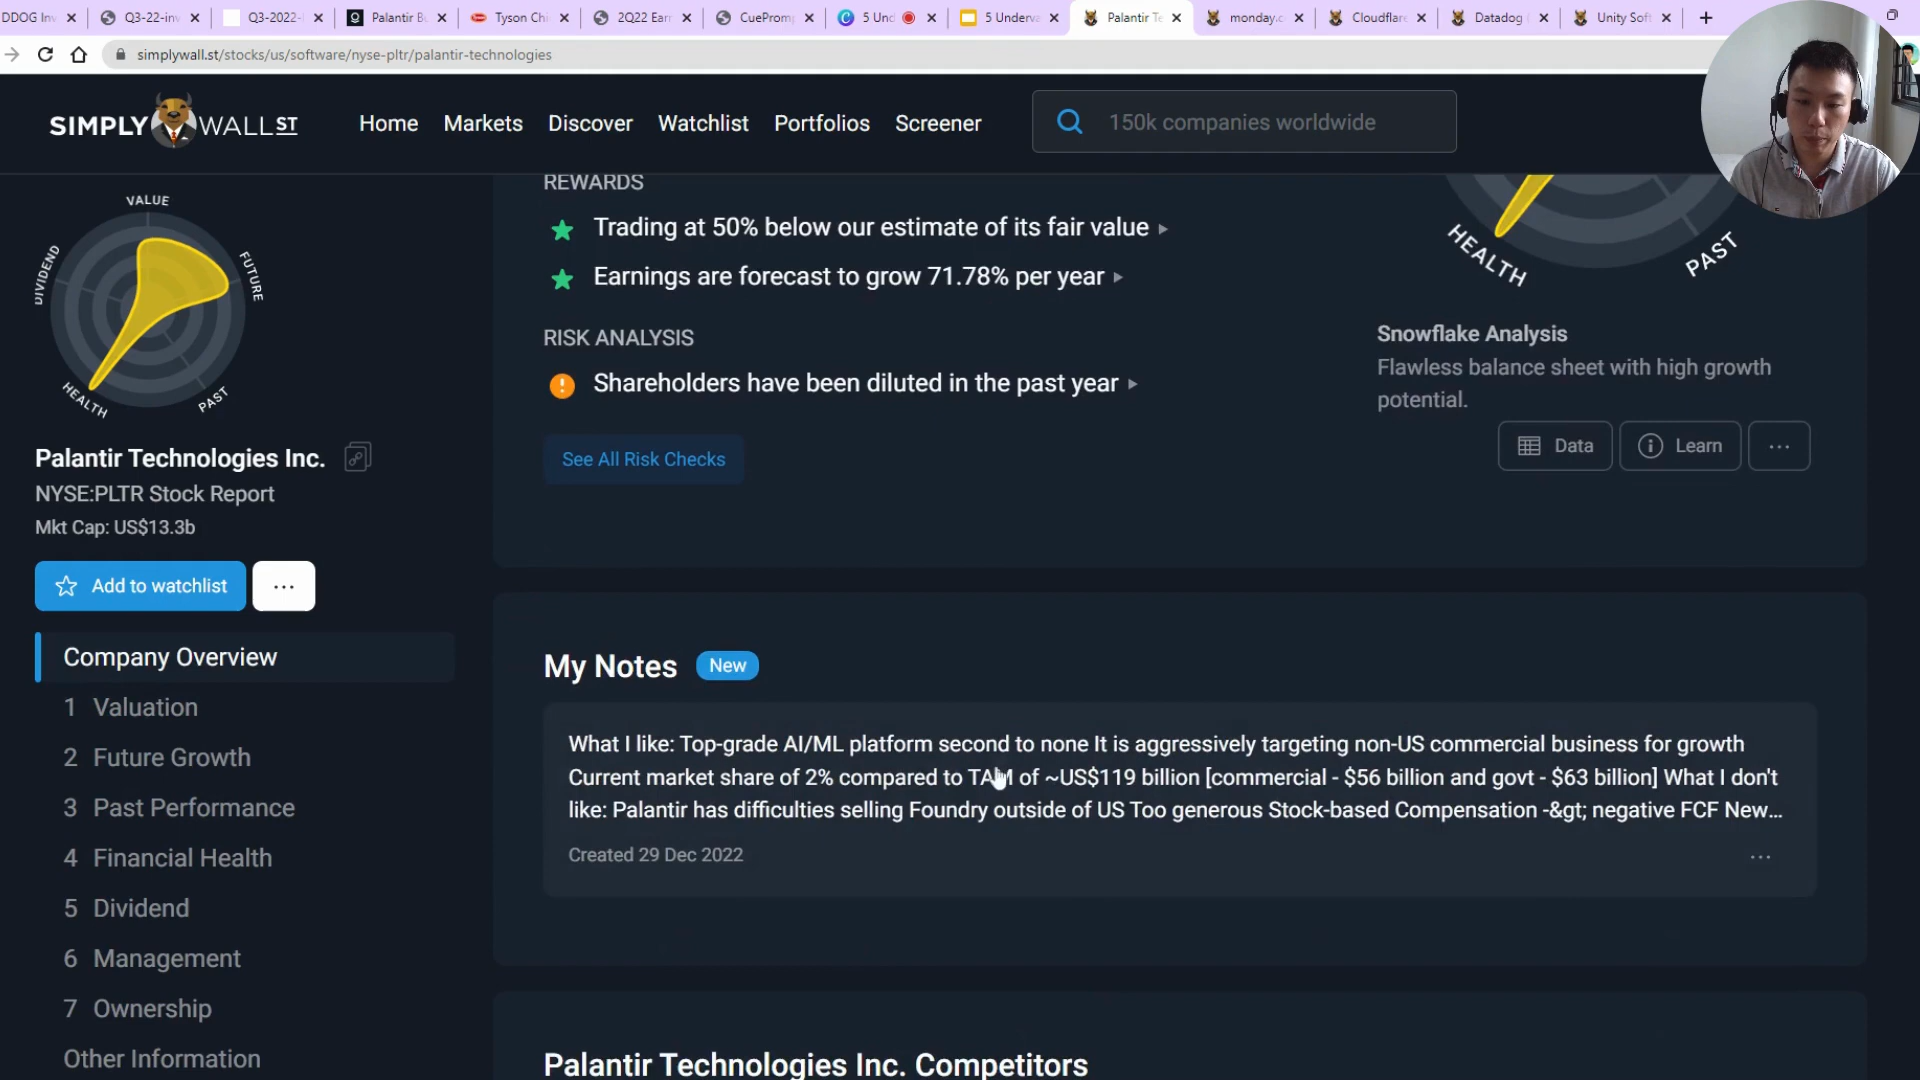 DDOG Inv
Q3-22-inv
Q3-2022-
Palantir B
Tyson Chi
2Q22 Earn
CueProm
5 Und
5 Underva
Palantir Te
monday.c
Cloudflare
Datadog
Unity Soft
simplywall.st/stocks/us/software/nyse-pltr/palantir-technologies
SIMPLY WALL ST
Home
Markets
Discover
Watchlist
Portfolios
Screener
150k companies worldwide
VALUE
FUTURE
PAST
HEALTH
DIVIDEND
Palantir Technologies Inc.
NYSE:PLTR Stock Report
Mkt Cap: US$13.3b
Add to watchlist
...
Company Overview
1 Valuation
2 Future Growth
3 Past Performance
4 Financial Health
5 Dividend
6 Management
7 Ownership
Other Information
REWARDS
Trading at 50% below our estimate of its fair value
Earnings are forecast to grow 71.78% per year
RISK ANALYSIS
Shareholders have been diluted in the past year
See All Risk Checks
HEALTH
PAST
Snowflake Analysis
Flawless balance sheet with high growth
potential.
Data
Learn
...
My Notes
New
What I like: Top-grade AI/ML platform second to none It is aggressively targeting non-US commercial business for growth
Current market share of 2% compared to TAM of ~US$119 billion [commercial - $56 billion and govt - $63 billion] What I don't
like: Palantir has difficulties selling Foundry outside of US Too generous Stock-based Compensation -&gt; negative FCF New...
Created 29 Dec 2022
...
Palantir Technologies Inc. Competitors